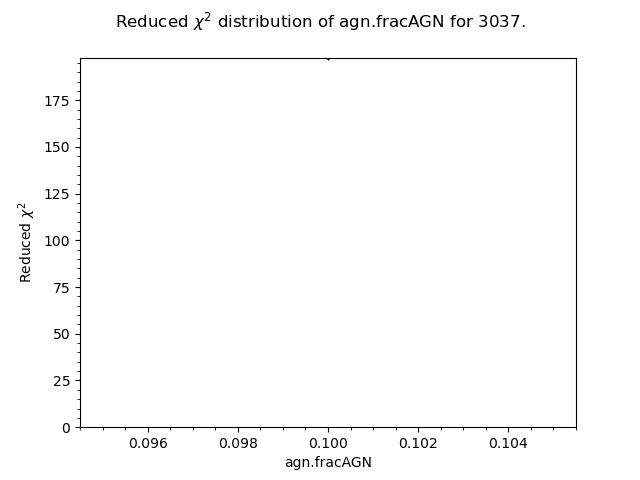 Reduced χ² distribution of agn.fracAGN for 3037.
175
150
125
100
75
50
25
0
Reduced χ²
0.096 0.098 0.100 0.102 0.104
agn.fracAGN